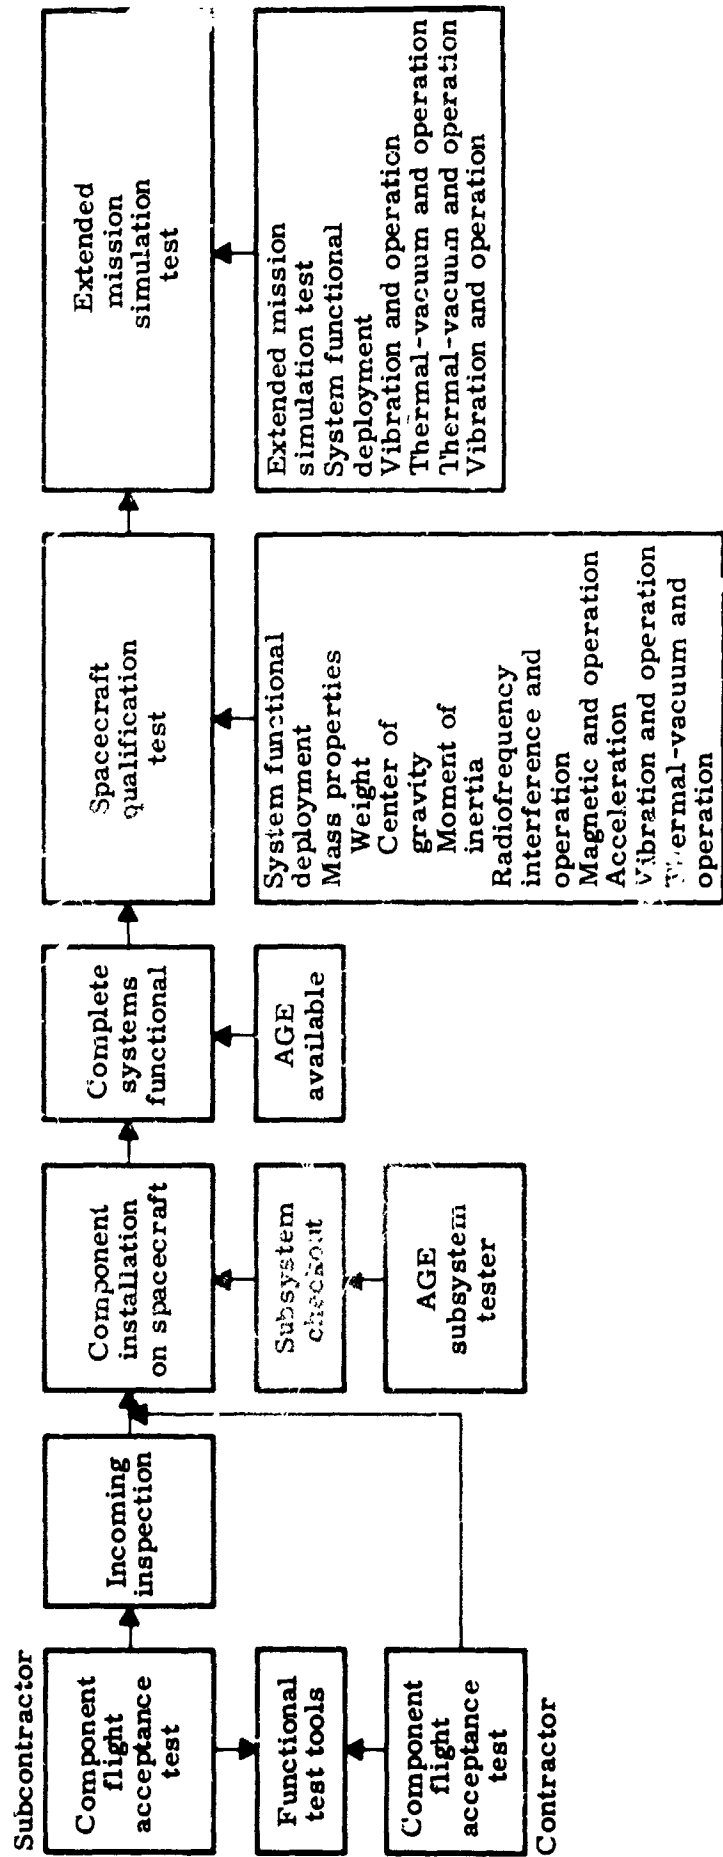 Subcontractor
Component
flight
acceptance
test
Functional
test tools
Component
flight
acceptance
test
Contractor
Incoming
inspection
Component
installation
on spacecraft
Subsystem
checkout
AGE
subsystem
tester
Complete
systems
functional
AGE
available
Spacecraft
qualification
test
System functional
deployment
Mass properties
Weight
Center of
gravity
Moment of
inertia
Radiofrequency
interference and
operation
Magnetic and operation
Acceleration
Vibration and operation
Thermal-vacuum and
operation
Extended
mission
simulation
test
Extended mission
simulation test
System functional
deployment
Vibration and operation
Thermal-vacuum and operation
Thermal-vacuum and operation
Vibration and operation